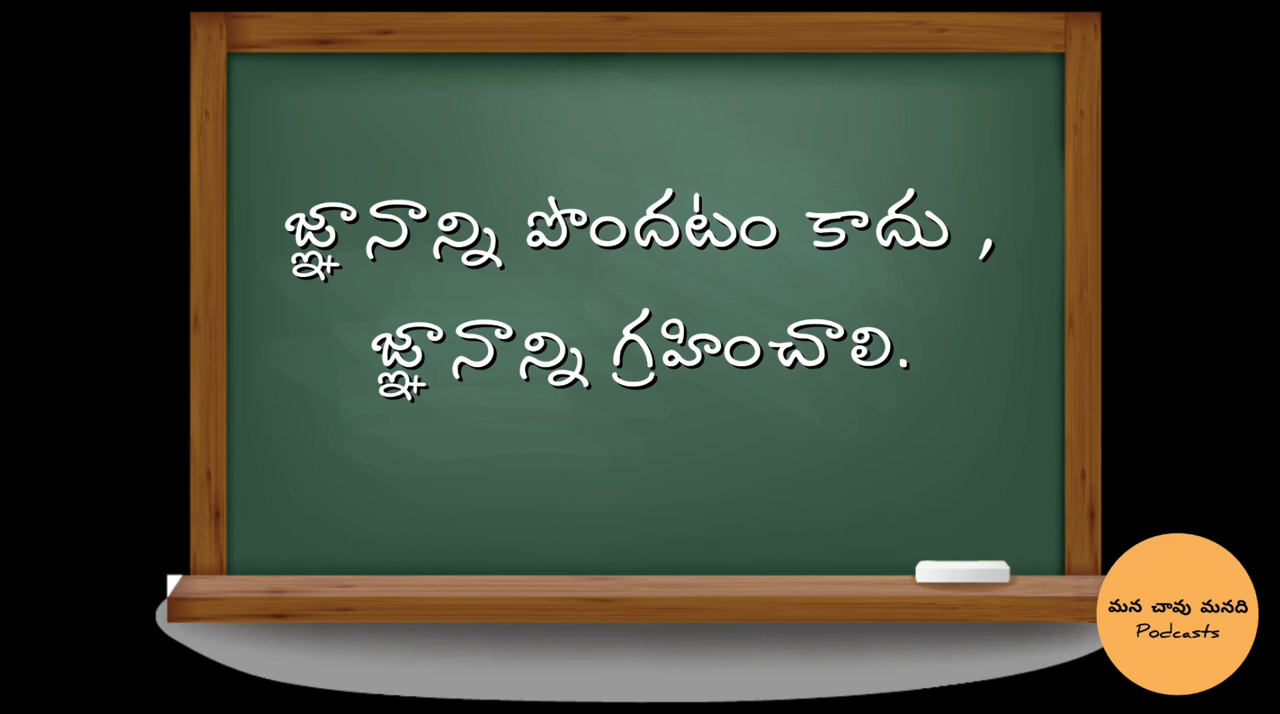 జ్ఞానాన్ని పొందటం కాదు ,
జ్ఞానాన్ని గ్రహించాలి.
మన చావు మనది
Podcasts